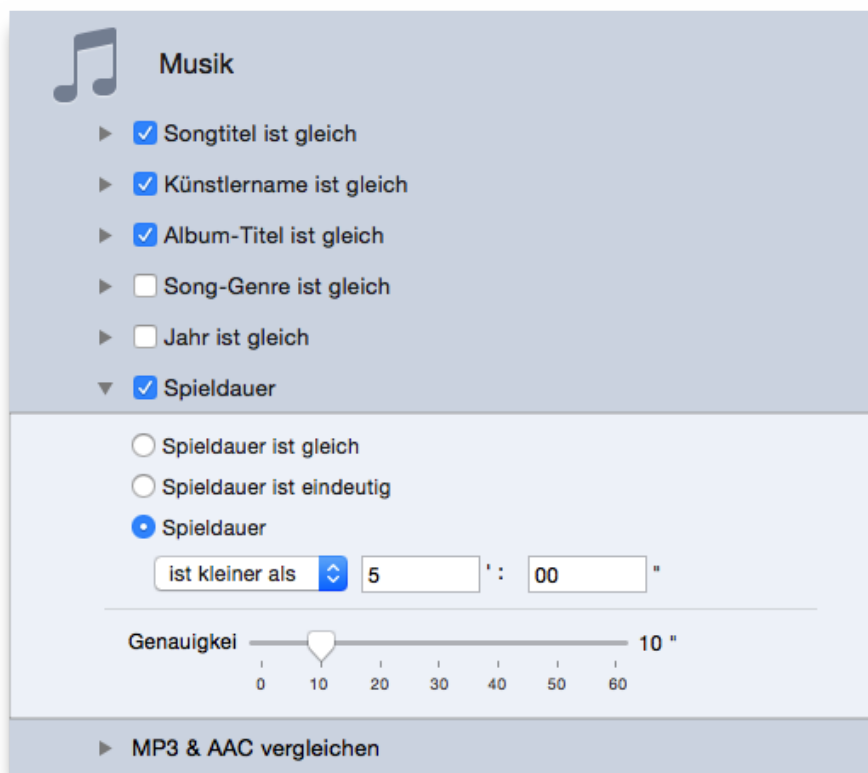 Musik
Songtitel ist gleich
Künstlername ist gleich
Album-Titel ist gleich
Song-Genre ist gleich
Jahr ist gleich
Spieldauer
Spieldauer ist gleich
Spieldauer ist eindeutig
Spieldauer
ist kleiner als 5 ' : 00 "
Genauigkei 10 "
0 10 20 30 40 50 60
MP3 & AAC vergleichen